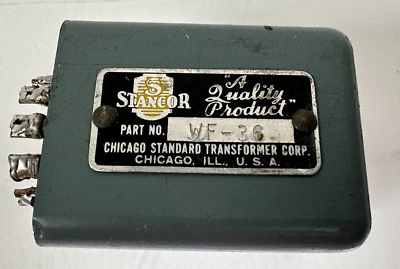 S
STANCOR
"A
Quality
Product"
PART NO. WF-36
CHICAGO STANDARD TRANSFORMER CORP.
CHICAGO, ILL., U. S. A.